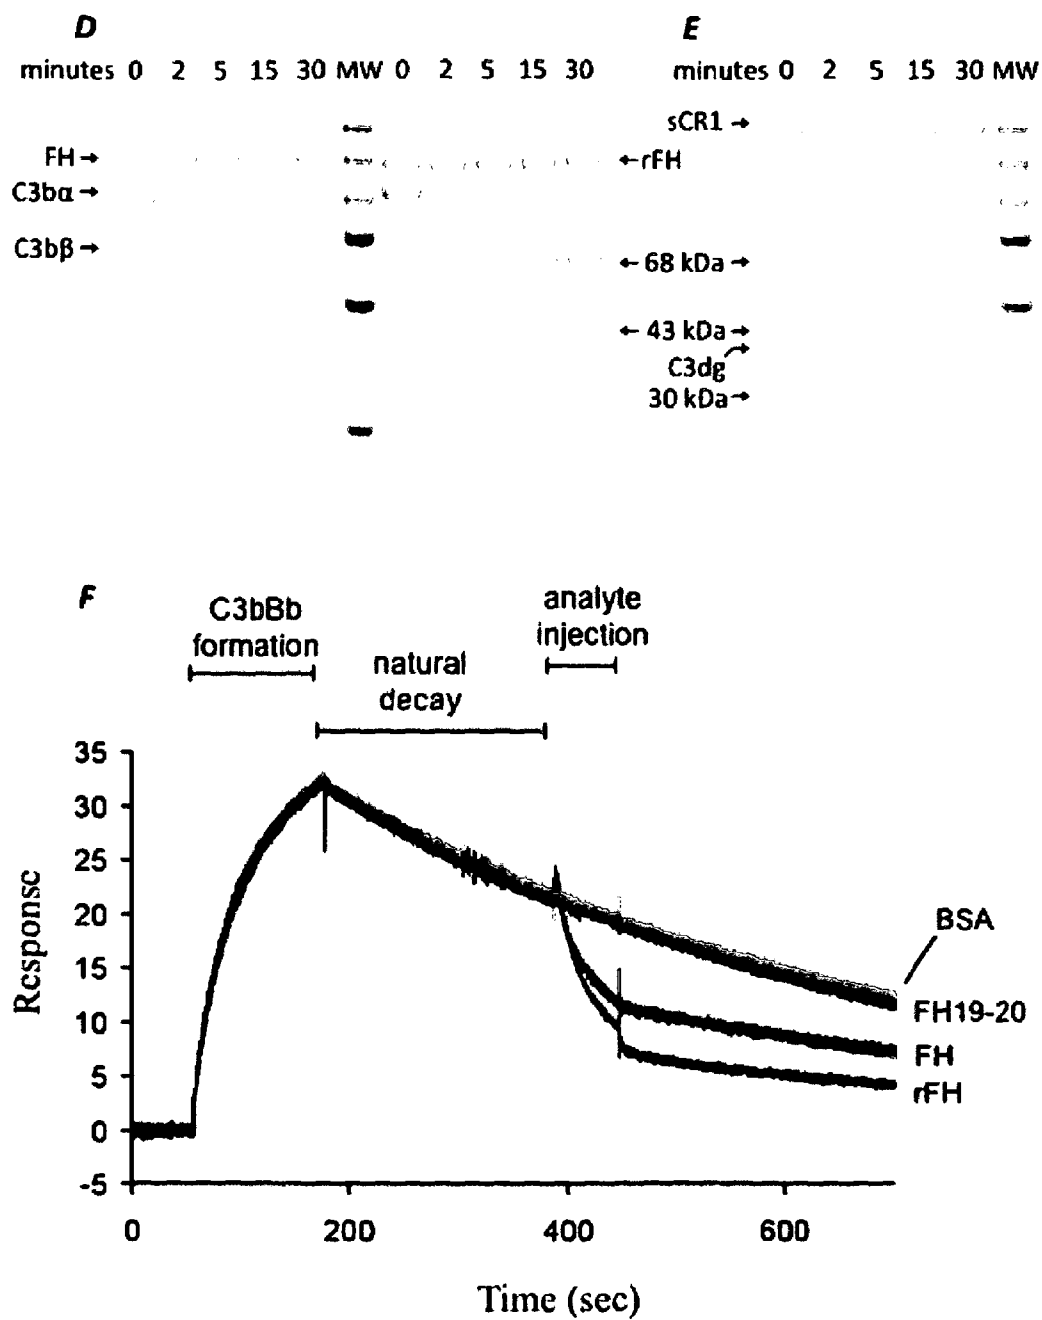 D
minutes 0 2 5 15 30 MW 0 2 5 15 30
FH →
C3bα →
C3bβ →
← rFH
E
minutes 0 2 5 15 30 MW
sCR1 →
← 68 kDa →
← 43 kDa →
C3dg
30 kDa →
F
C3bBb
formation
natural
decay
analyte
injection
35
30
25
20
15
10
5
0
-5
Response
0 200 400 600
Time (sec)
BSA
FH19-20
FH
rFH